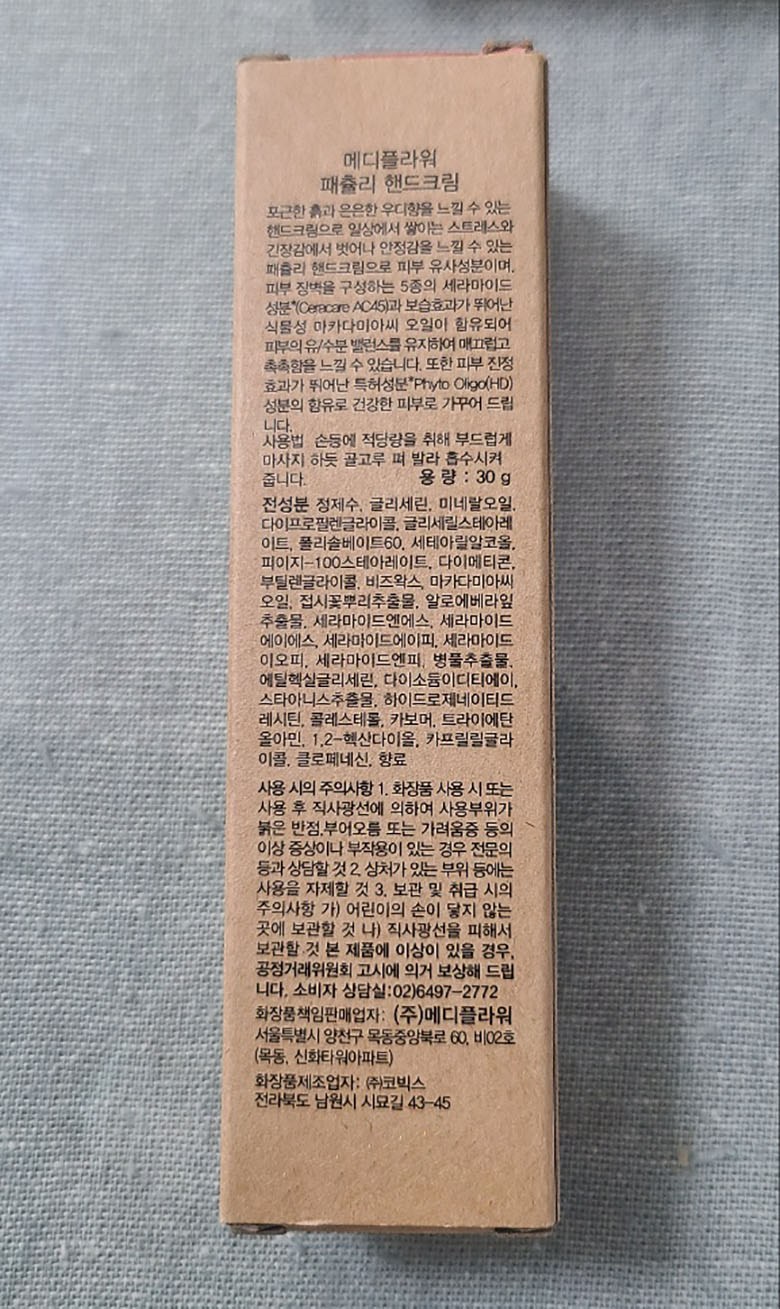 메디플라워
패츌리 핸드크림
포근한 흙과 은은한 우디향을 느낄 수 있는
핸드크림으로 일상에서 쌓이는 스트레스와
긴장감에서 벗어나 안정감을 느낄 수 있는
패츌리 핸드크림으로 피부 유사성분이며,
피부 장벽을 구성하는 5종의 세라마이드
성분*(Ceracare AC45)과 보습효과가 뛰어난
식물성 마카다미아씨 오일이 함유되어
피부의 유/수분 밸런스를 유지하여 매끄럽고
촉촉함을 느낄 수 있습니다. 또한 피부 진정
효과가 뛰어난 특허성분*Phyto Oligo(HD)
성분의 함유로 건강한 피부로 가꾸어 드립
니다.
사용법 손등에 적당량을 취해 부드럽게
마사지 하듯 골고루 펴 발라 흡수시켜
줍니다. 용 량 : 30 g
전성분 정제수, 글리세린, 미네랄오일,
다이프로필렌글라이콜, 글리세릴스테아레
이트, 폴리솔베이트60, 세테아릴알코올,
피이지-100스테아레이트, 다이메티콘,
부틸렌글라이콜, 비즈왁스, 마카다미아씨
오일, 접시꽃뿌리추출물, 알로에베라잎
추출물, 세라마이드엔에스, 세라마이드
에이에스, 세라마이드에이피, 세라마이드
이오피, 세라마이드엔피, 병풀추출물,
에틸헥실글리세린, 다이소듐이디티에이,
스타아니스추출물, 하이드로제네이티드
레시틴, 콜레스테롤, 카보머, 트라이에탄
올아민, 1,2-헥산다이올, 카프릴릴글라
이콜, 클로페네신, 향료
사용 시의 주의사항 1. 화장품 사용 시 또는
사용 후 직사광선에 의하여 사용부위가
붉은 반점,부어오름 또는 가려움증 등의
이상 증상이나 부작용이 있는 경우 전문의
등과 상담할 것 2. 상처가 있는 부위 등에는
사용을 자제할 것 3. 보관 및 취급 시의
주의사항 가) 어린이의 손이 닿지 않는
곳에 보관할 것 나) 직사광선을 피해서
보관할 것 본 제품에 이상이 있을 경우,
공정거래위원회 고시에 의거 보상해 드립
니다. 소비자 상담실:02)6497-2772
화장품책임판매업자: (주)메디플라워
서울특별시 양천구 목동중앙북로 60, 비02호
(목동, 신화타워아파트)
화장품제조업자: ㈜코빅스
전라북도 남원시 시묘길 43-45